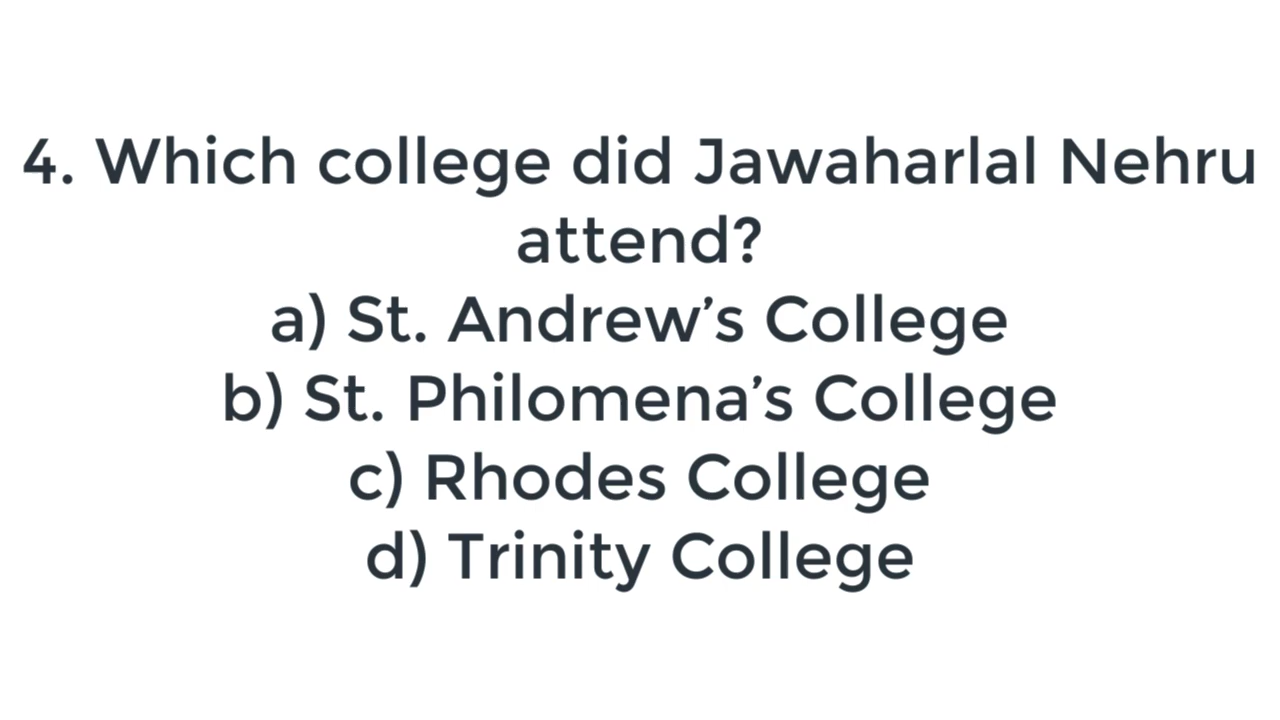 4. Which college did Jawaharlal Nehru
attend?
a) St. Andrew’s College
b) St. Philomena’s College
c) Rhodes College
d) Trinity College